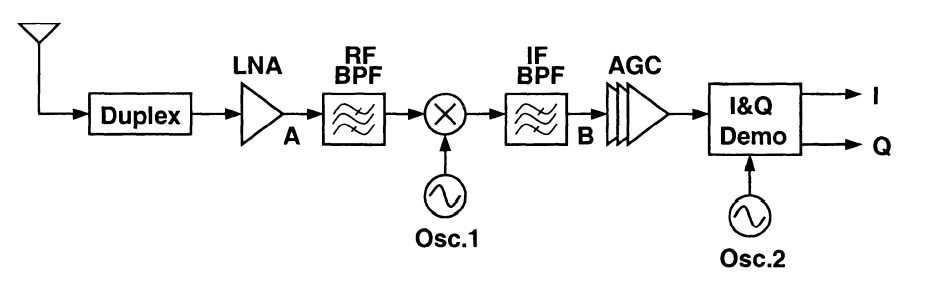 LNA
RF
BPF
IF
BPF
AGC
Duplex
A
B
I&Q
Demo
I
Q
Osc.1
Osc.2